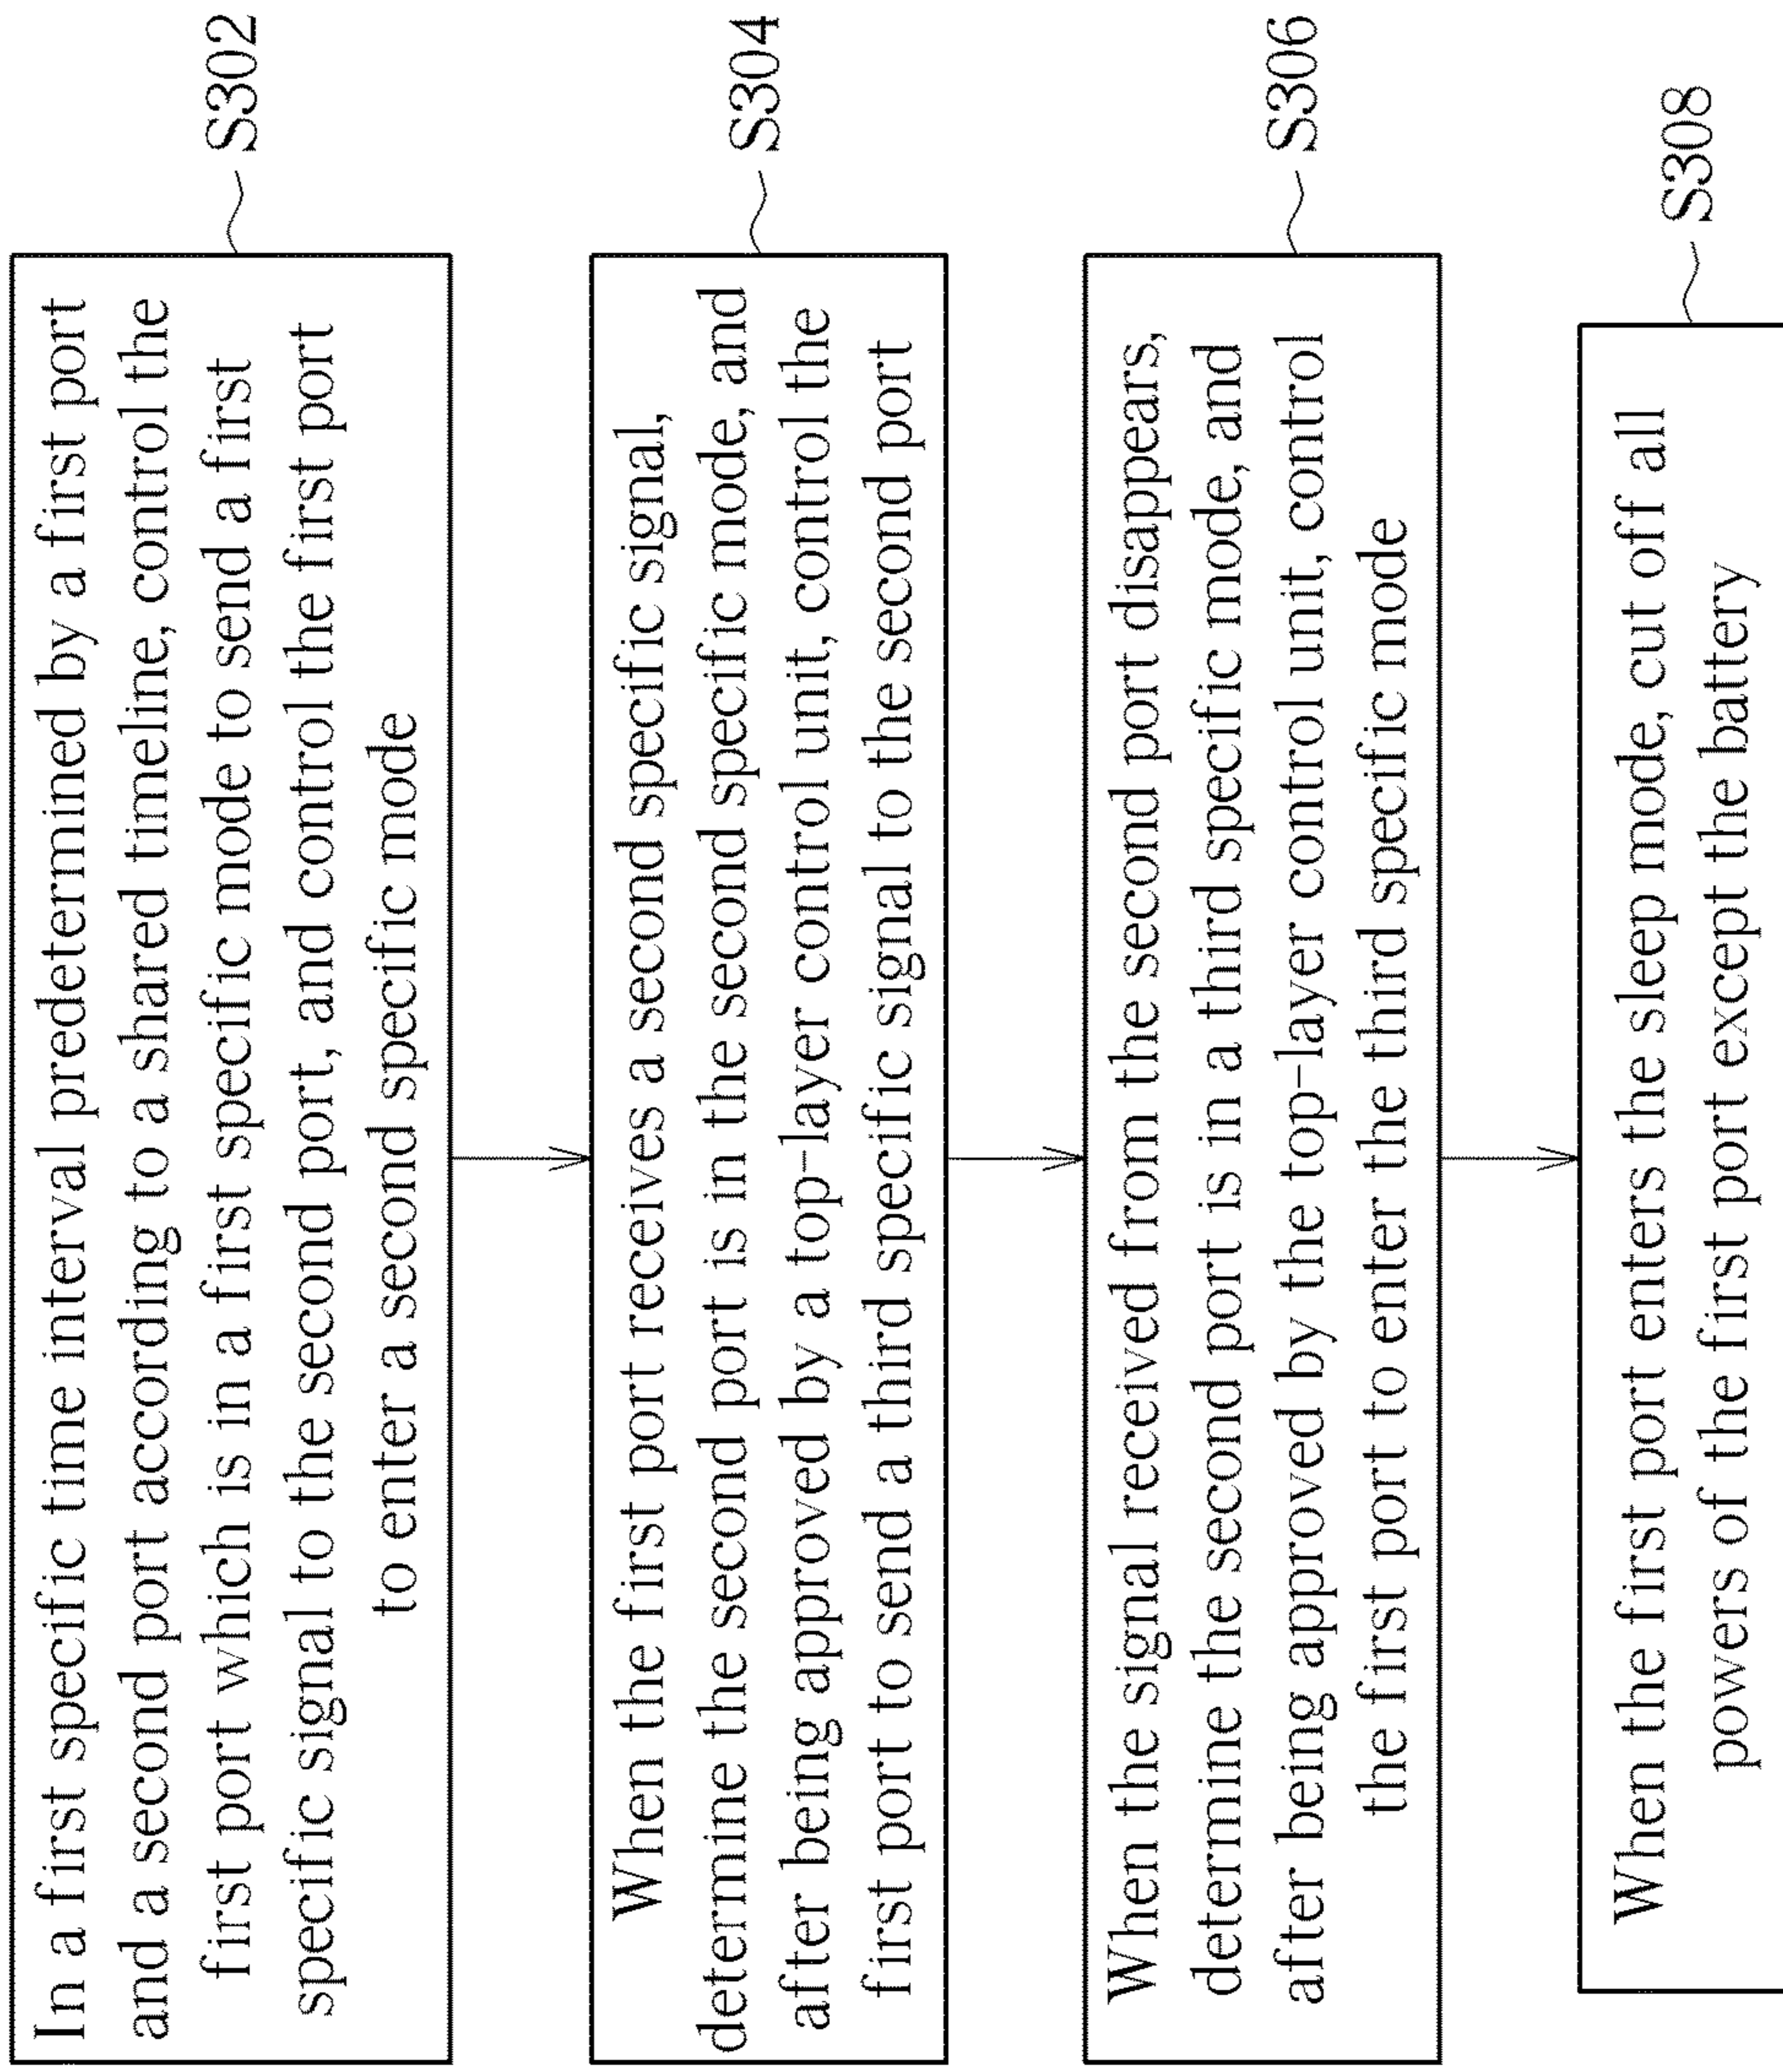 In a first specific time interval predetermined by a first port
and a second port according to a shared timeline, control the
first port which is in a first specific mode to send a first
specific signal to the second port, and control the first port
to enter a second specific mode
S302
When the first port receives a second specific signal,
determine the second port is in the second specific mode, and
after being approved by a top-layer control unit, control the
first port to send a third specific signal to the second port
S304
When the signal received from the second port disappears,
determine the second port is in a third specific mode, and
after being approved by the top-layer control unit, control
the first port to enter the third specific mode
S306
When the first port enters the sleep mode, cut off all
powers of the first port except the battery
S308